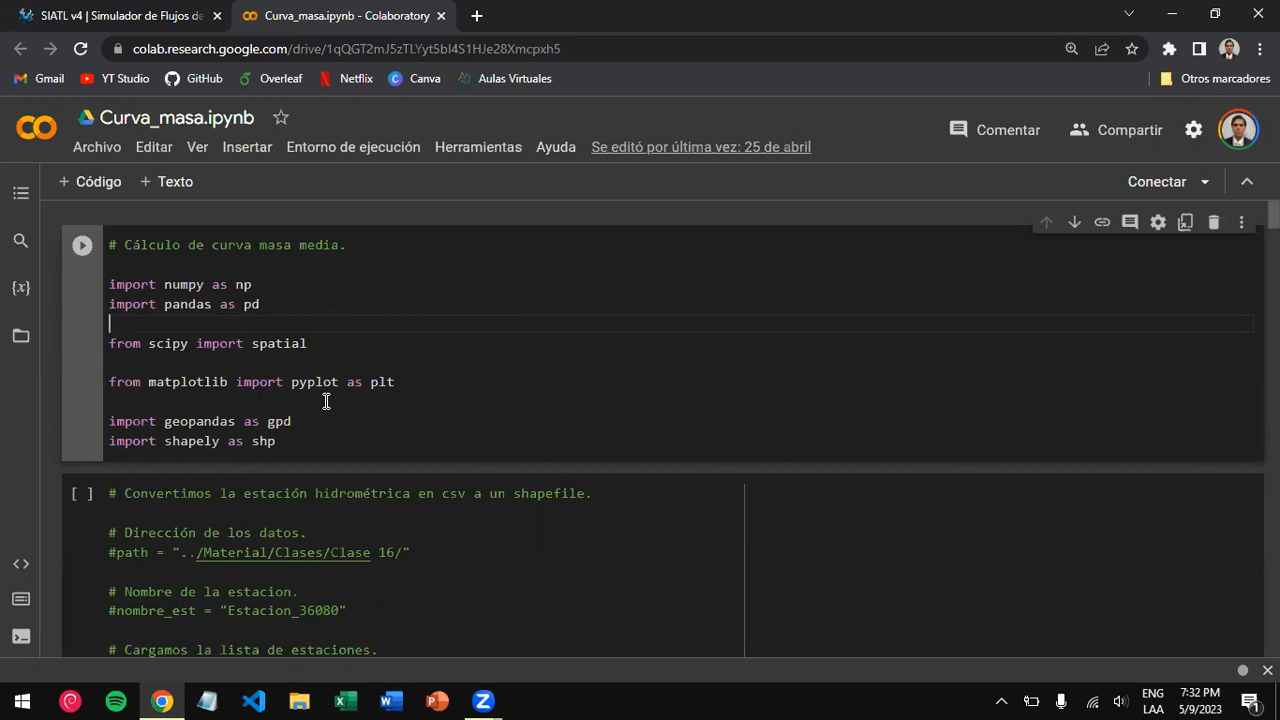 SIATL v4 | Simulador de Flujos de
Curva_masa.ipynb - Colaboratory
colab.research.google.com/drive/1qQGT2mJ5zTLYyt5bl4S1HJe28Xmcpxh5
Gmail
YT Studio
GitHub
Overleaf
Netflix
Canva
Aulas Virtuales
Otros marcadores
Curva_masa.ipynb
Comentar
Compartir
Archivo
Editar
Ver
Insertar
Entorno de ejecución
Herramientas
Ayuda
Se editó por última vez: 25 de abril
+ Código
+ Texto
Conectar
# Cálculo de curva masa media.
import numpy as np
import pandas as pd
from scipy import spatial
from matplotlib import pyplot as plt
import geopandas as gpd
import shapely as shp
[ ]
# Convertimos la estación hidrométrica en csv a un shapefile.
# Dirección de los datos.
#path = "../Material/Clases/Clase 16/"
# Nombre de la estacion.
#nombre_est = "Estacion_36080"
# Cargamos la lista de estaciones.
{x}
ENG
LAA
7:32 PM
5/9/2023